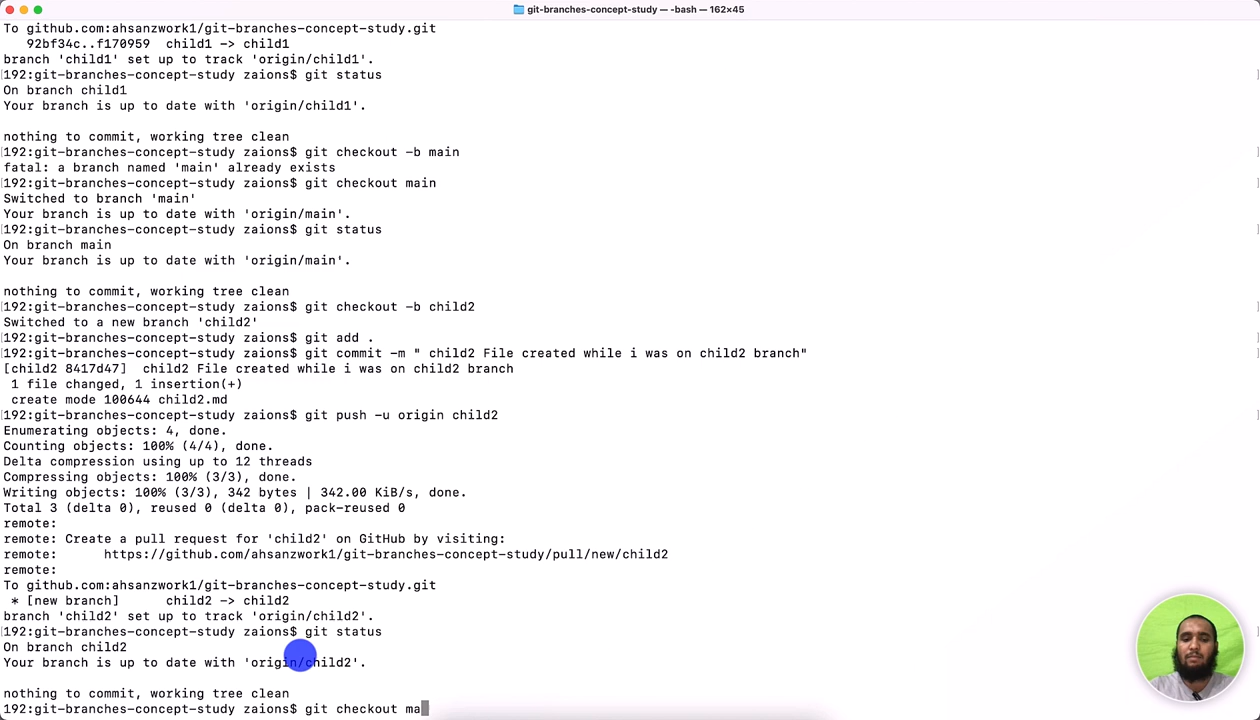 git-branches-concept-study — -bash — 162×45
To github.com:ahsanzwork1/git-branches-concept-study.git
   92bf34c..f170959  child1 -> child1
branch 'child1' set up to track 'origin/child1'.
[192:git-branches-concept-study zaions$ git status
On branch child1
Your branch is up to date with 'origin/child1'.
nothing to commit, working tree clean
[192:git-branches-concept-study zaions$ git checkout -b main
fatal: a branch named 'main' already exists
[192:git-branches-concept-study zaions$ git checkout main
Switched to branch 'main'
Your branch is up to date with 'origin/main'.
[192:git-branches-concept-study zaions$ git status
On branch main
Your branch is up to date with 'origin/main'.
nothing to commit, working tree clean
[192:git-branches-concept-study zaions$ git checkout -b child2
Switched to a new branch 'child2'
[192:git-branches-concept-study zaions$ git add .
[192:git-branches-concept-study zaions$ git commit -m " child2 File created while i was on child2 branch"
[child2 8417d47]  child2 File created while i was on child2 branch
 1 file changed, 1 insertion(+)
 create mode 100644 child2.md
[192:git-branches-concept-study zaions$ git push -u origin child2
Enumerating objects: 4, done.
Counting objects: 100% (4/4), done.
Delta compression using up to 12 threads
Compressing objects: 100% (3/3), done.
Writing objects: 100% (3/3), 342 bytes | 342.00 KiB/s, done.
Total 3 (delta 0), reused 0 (delta 0), pack-reused 0
remote:
remote: Create a pull request for 'child2' on GitHub by visiting:
remote:      https://github.com/ahsanzwork1/git-branches-concept-study/pull/new/child2
remote:
To github.com:ahsanzwork1/git-branches-concept-study.git
 * [new branch]      child2 -> child2
branch 'child2' set up to track 'origin/child2'.
[192:git-branches-concept-study zaions$ git status
On branch child2
Your branch is up to date with 'origin/child2'.
nothing to commit, working tree clean
192:git-branches-concept-study zaions$ git checkout ma